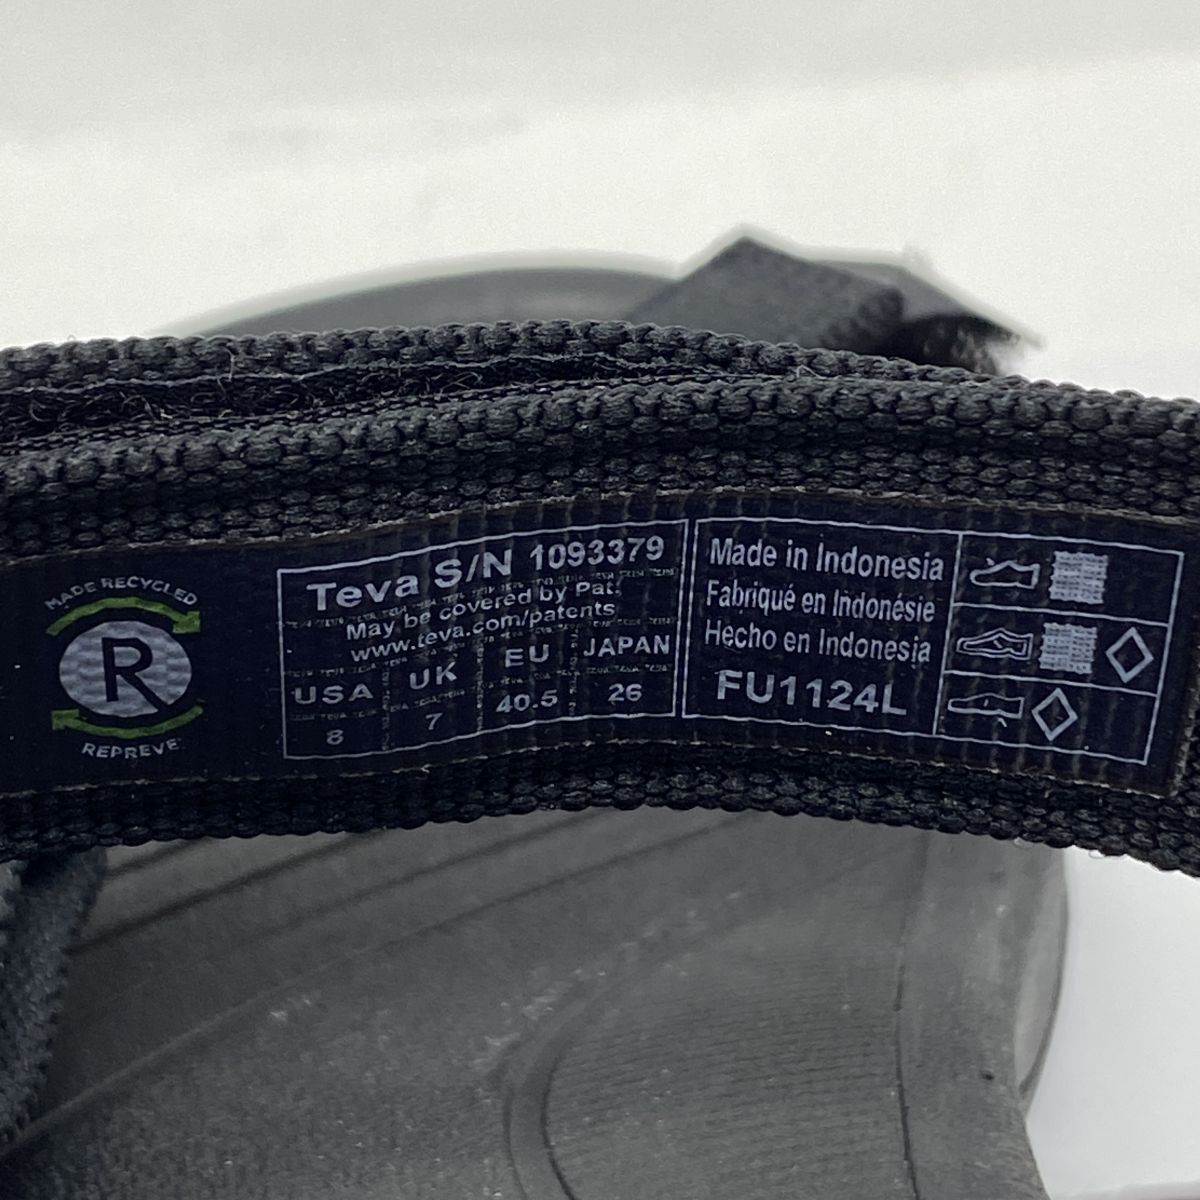 MADE RECYCLED
R
REPREVE
Teva S/N 1093379
May be covered by Pat.
www.teva.com/patents
USA UK EU JAPAN
8 7 40.5 26
Made in Indonesia
Fabriqué en Indonésie
Hecho en Indonesia
FU1124L